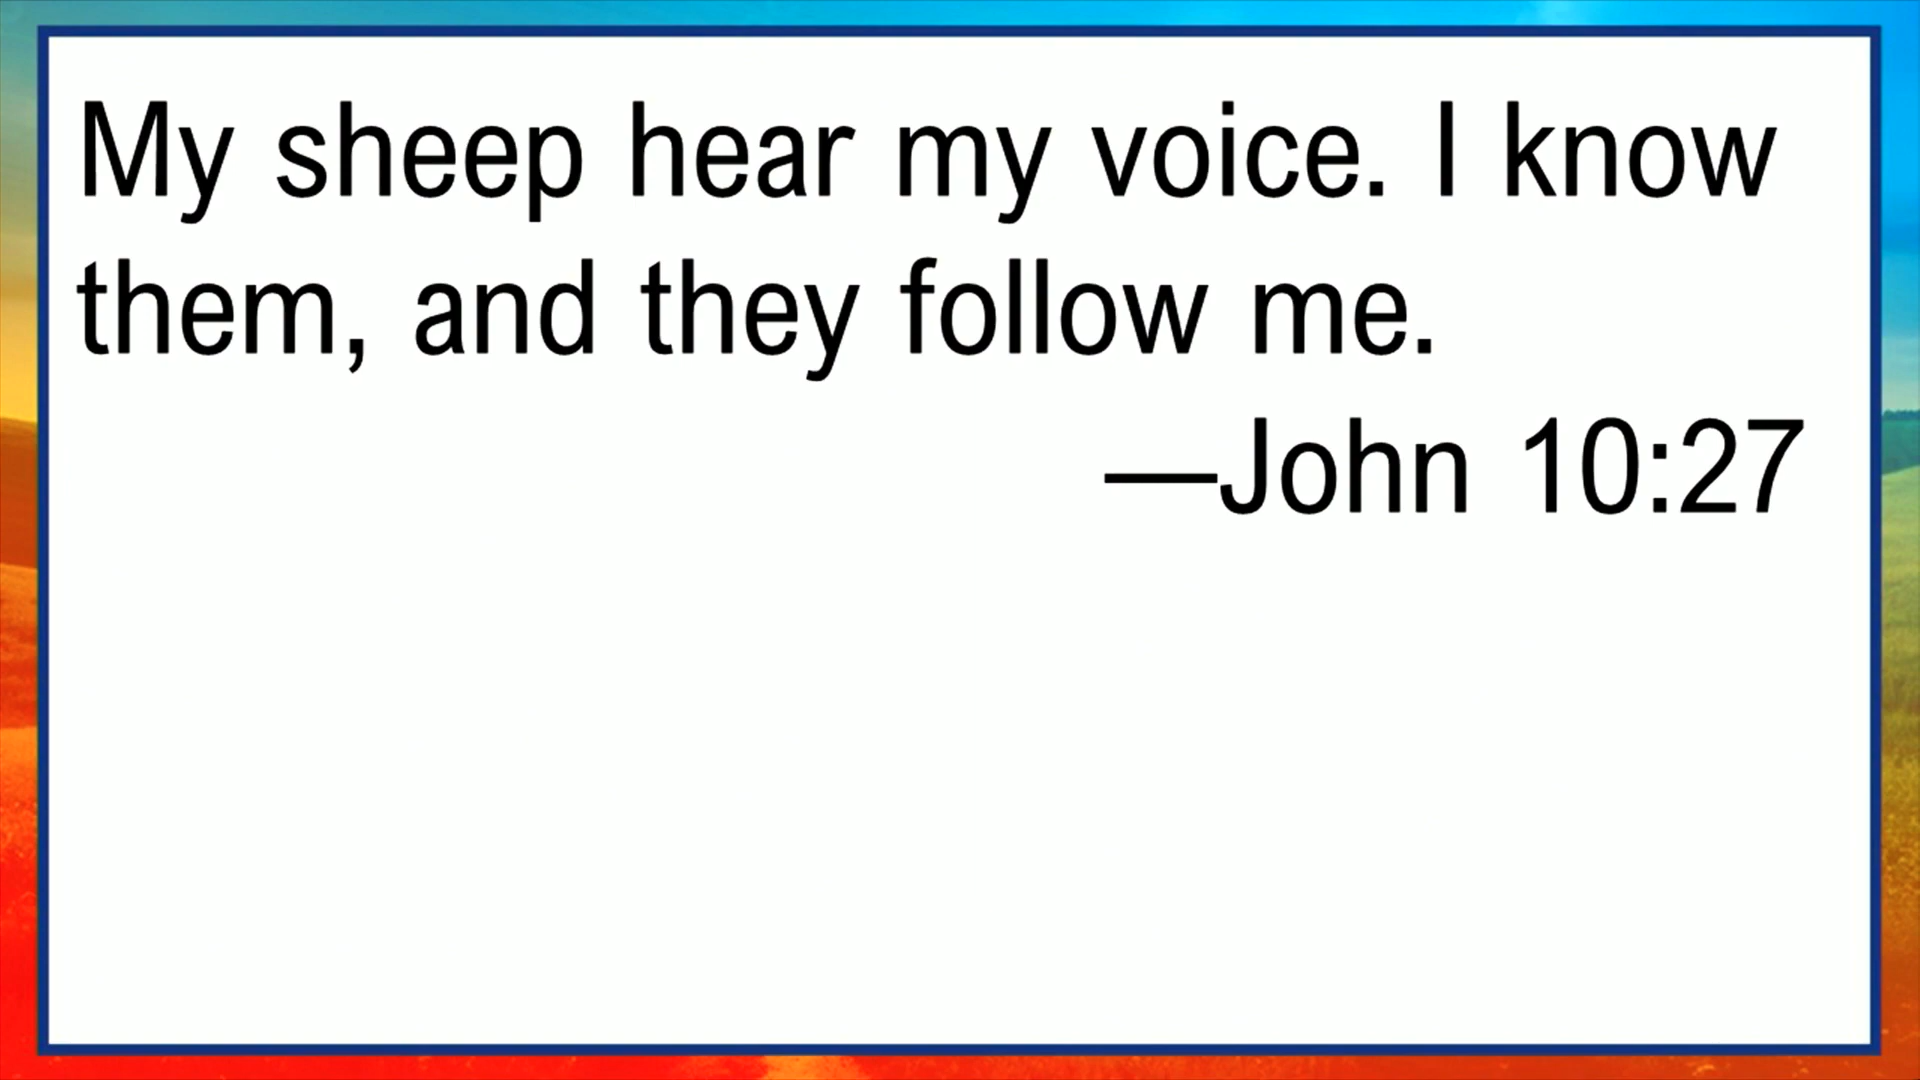 My sheep hear my voice. I know
them, and they follow me.
—John 10:27